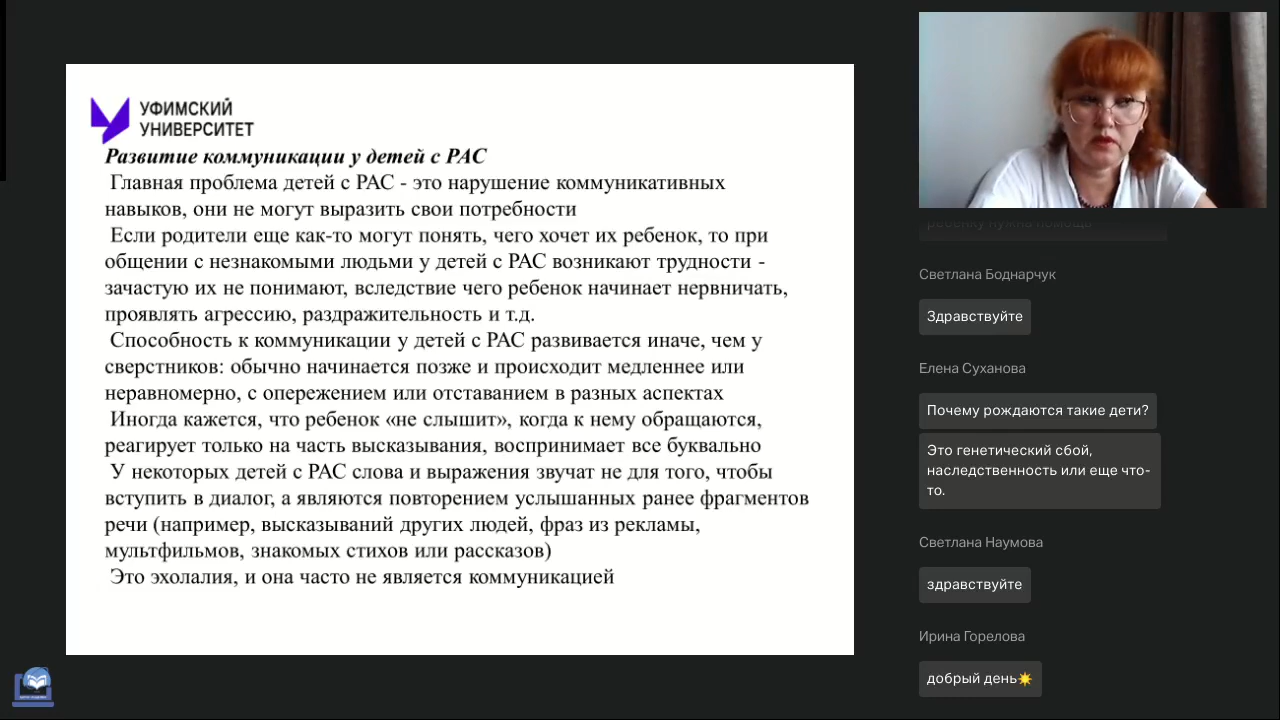 УФИМСКИЙ
УНИВЕРСИТЕТ
Развитие коммуникации у детей с РАС
Главная проблема детей с РАС - это нарушение коммуникативных
навыков, они не могут выразить свои потребности
Если родители еще как-то могут понять, чего хочет их ребенок, то при
общении с незнакомыми людьми у детей с РАС возникают трудности -
зачастую их не понимают, вследствие чего ребенок начинает нервничать,
проявлять агрессию, раздражительность и т.д.
Способность к коммуникации у детей с РАС развивается иначе, чем у
сверстников: обычно начинается позже и происходит медленнее или
неравномерно, с опережением или отставанием в разных аспектах
Иногда кажется, что ребенок «не слышит», когда к нему обращаются,
реагирует только на часть высказывания, воспринимает все буквально
У некоторых детей с РАС слова и выражения звучат не для того, чтобы
вступить в диалог, а являются повторением услышанных ранее фрагментов
речи (например, высказываний других людей, фраз из рекламы,
мультфильмов, знакомых стихов или рассказов)
Это эхолалия, и она часто не является коммуникацией
ребенку нужна помощь
Светлана Боднарчук
Здравствуйте
Елена Суханова
Почему рождаются такие дети?
Это генетический сбой,
наследственность или еще что-
то.
Светлана Наумова
здравствуйте
Ирина Горелова
добрый день☀️